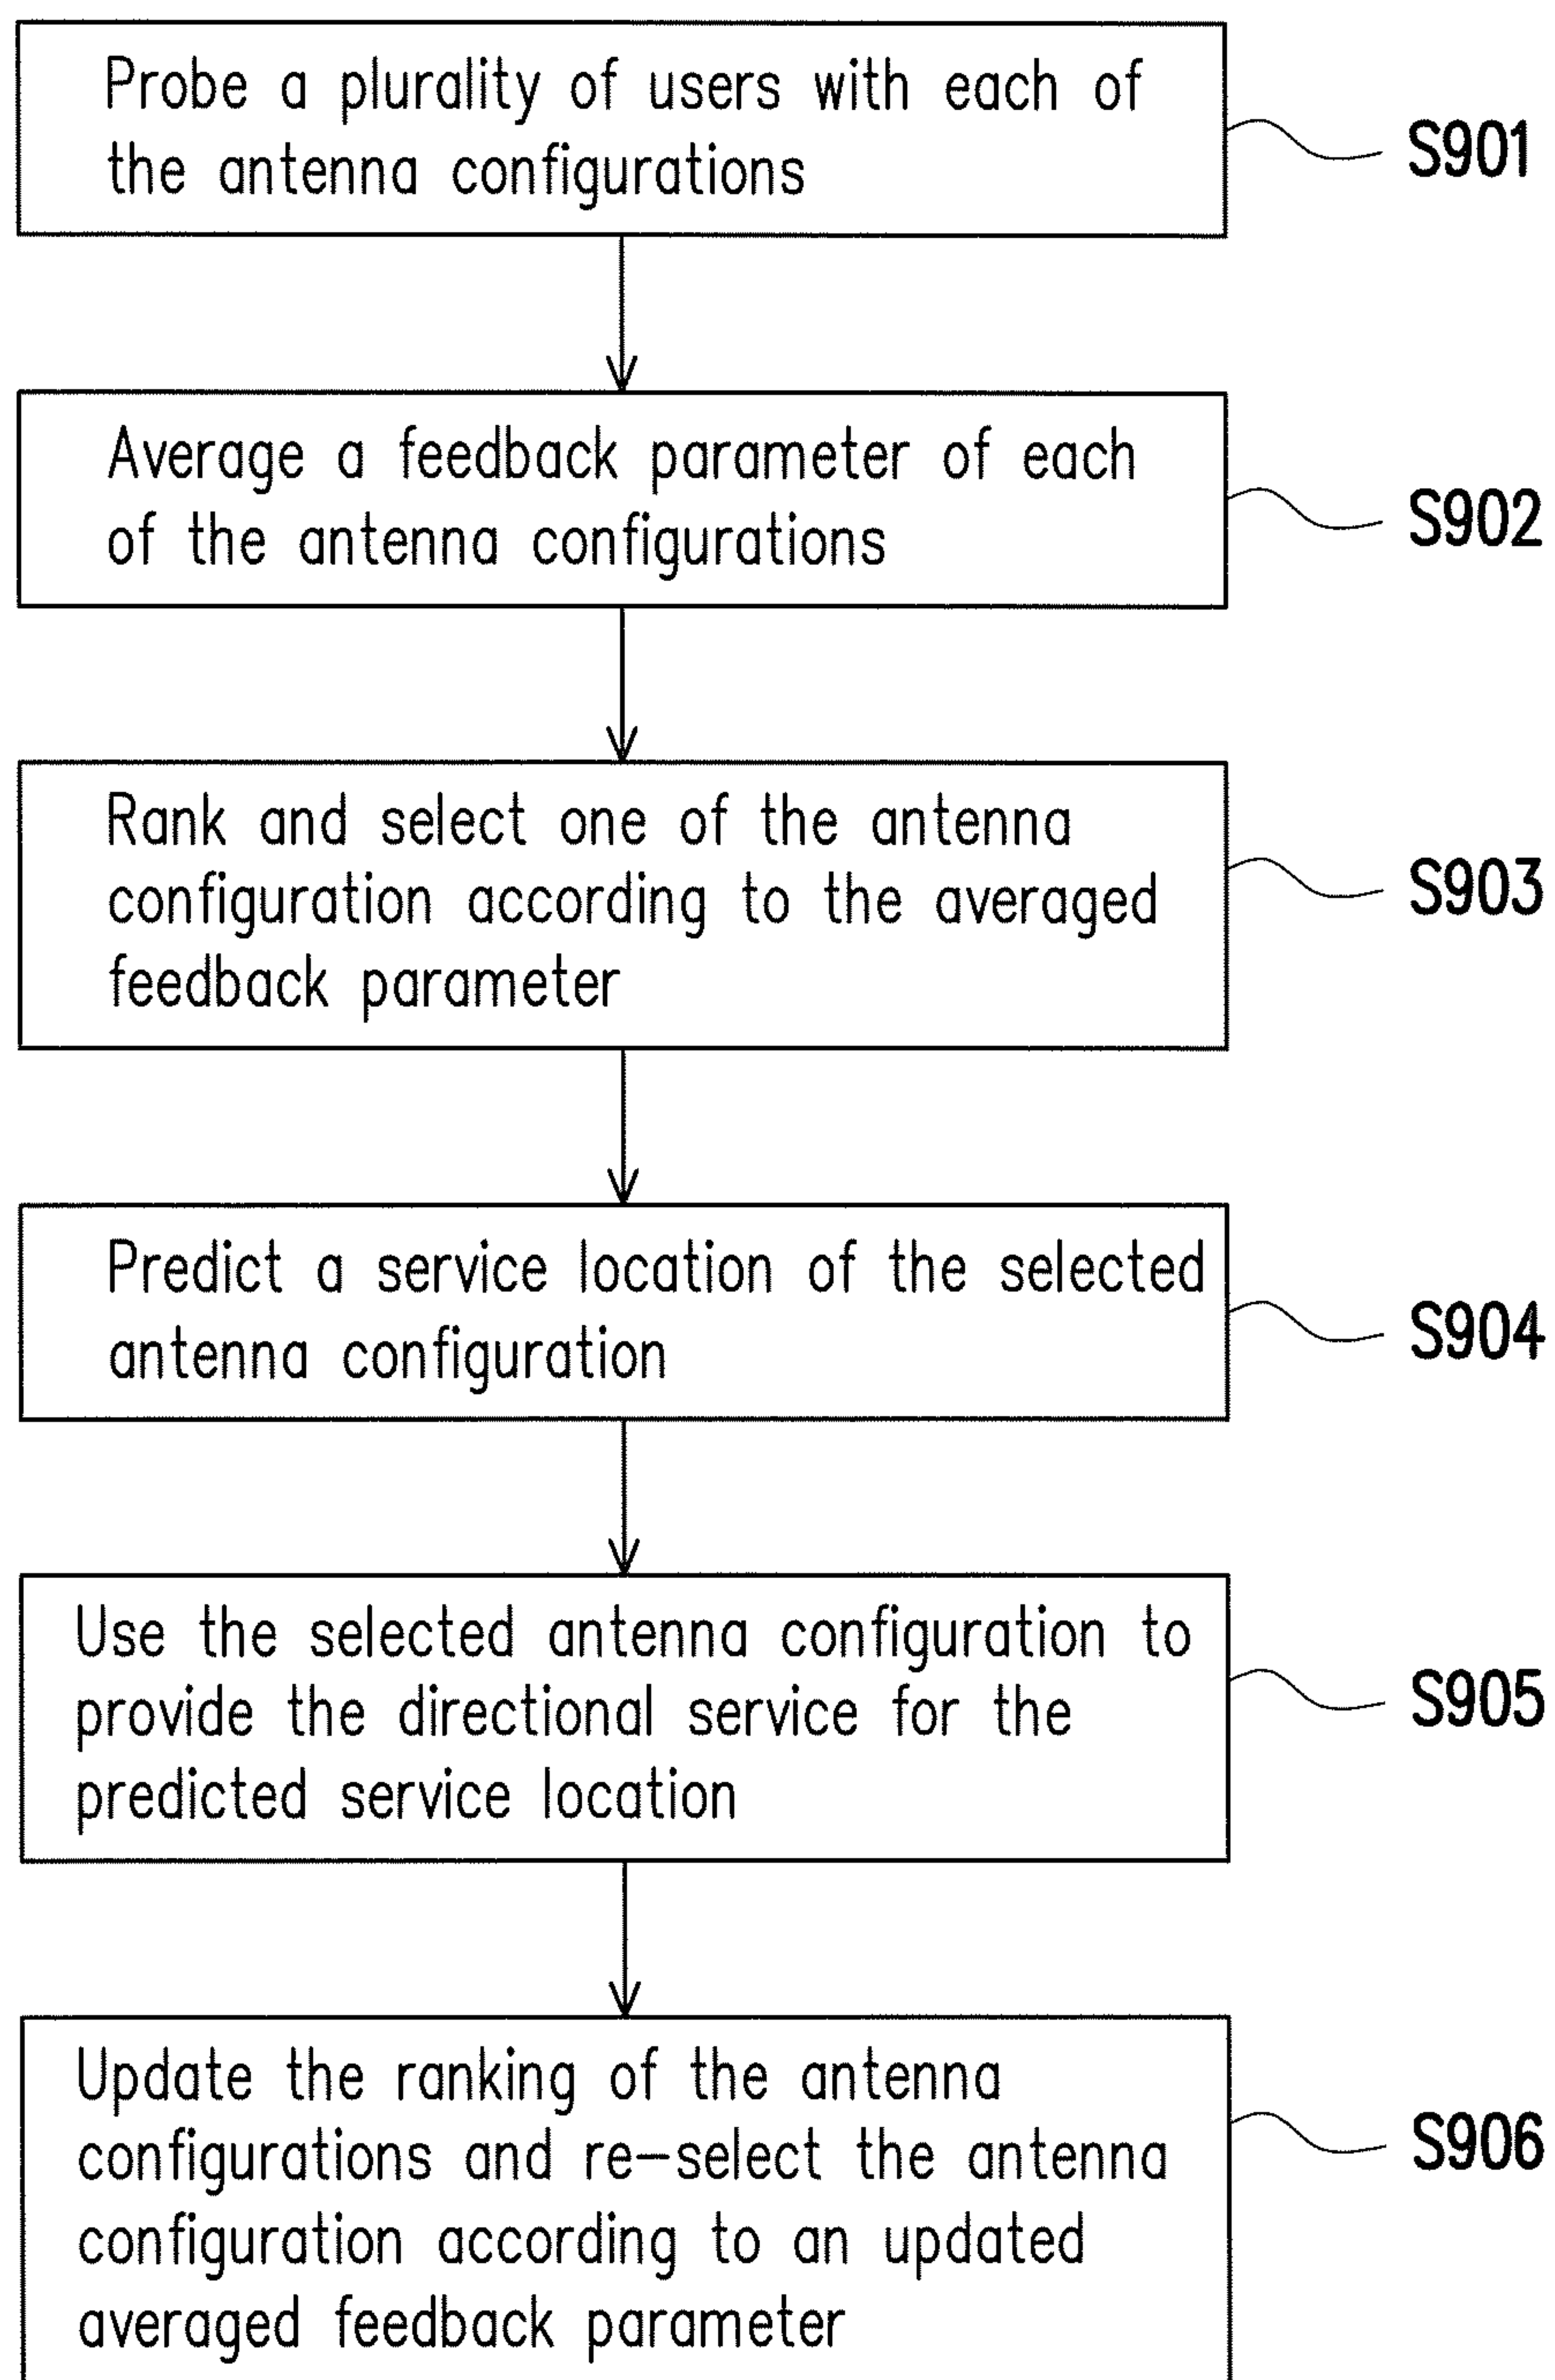 Probe a plurality of users with each of
the antenna configurations
S901
Average a feedback parameter of each
of the antenna configurations
S902
Rank and select one of the antenna
configuration according to the averaged
feedback parameter
S903
Predict a service location of the selected
antenna configuration
S904
Use the selected antenna configuration to
provide the directional service for the
predicted service location
S905
Update the ranking of the antenna
configurations and re-select the antenna
configuration according to an updated
averaged feedback parameter
S906